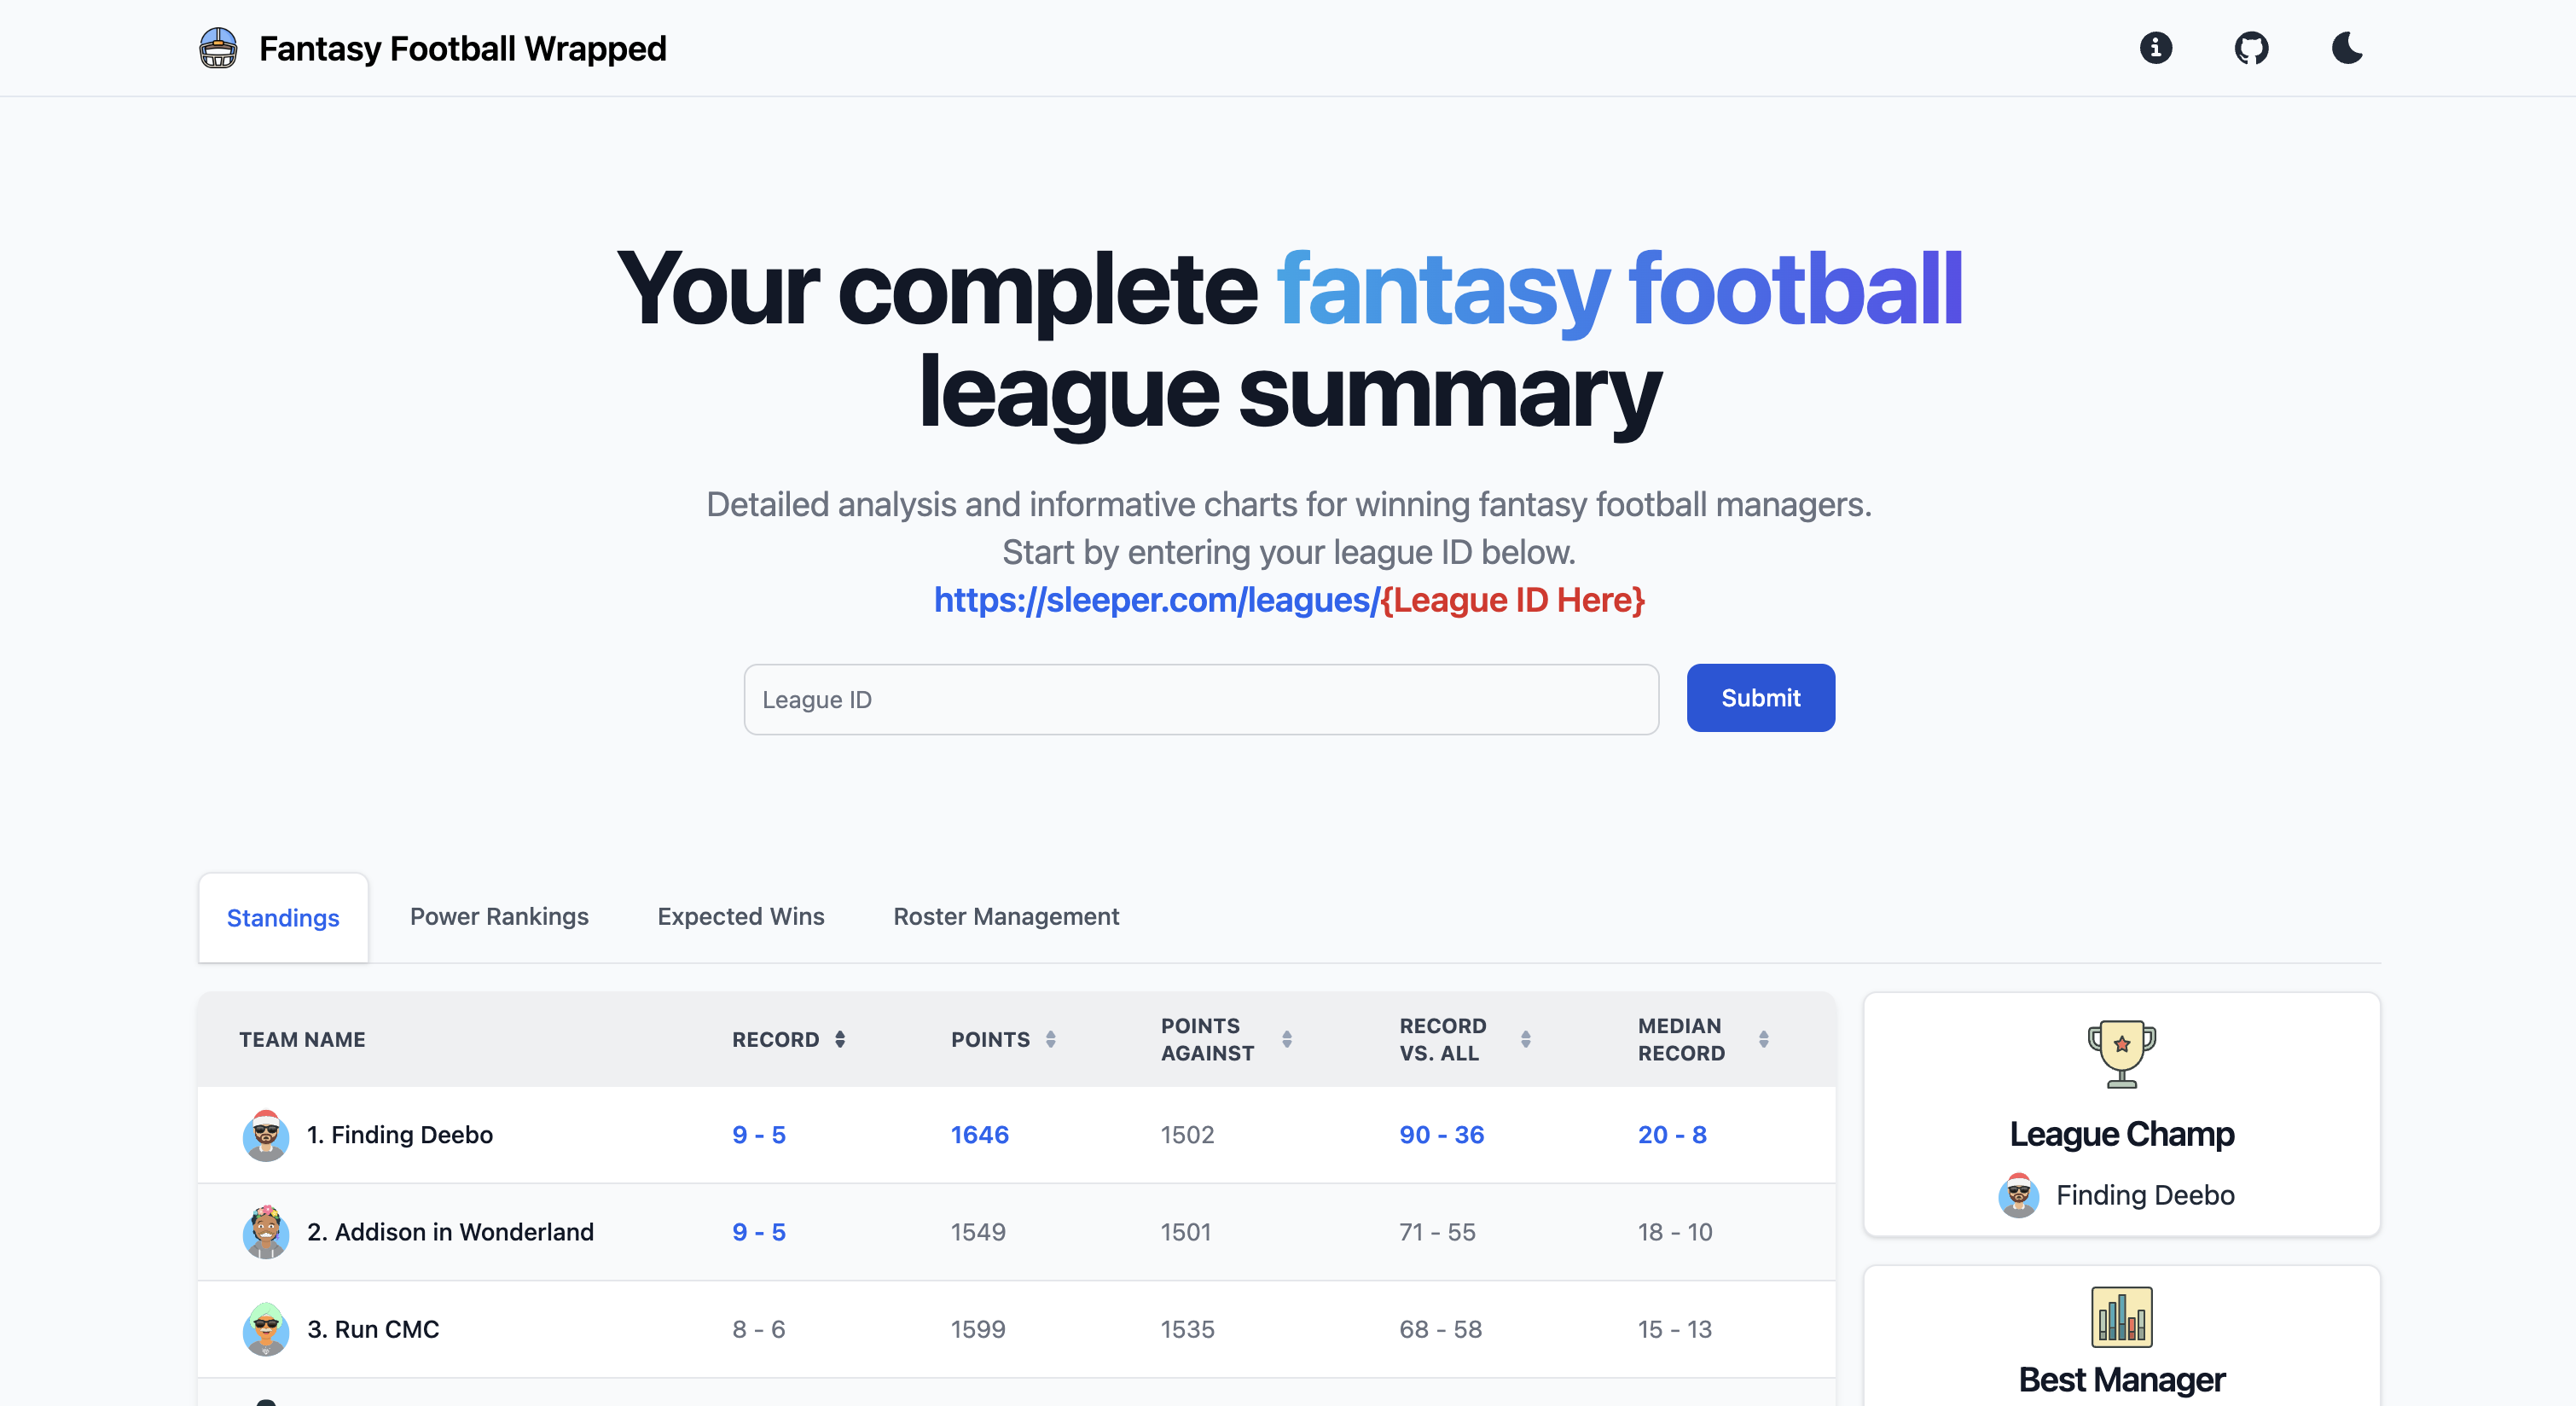 Fantasy Football Wrapped
Your complete fantasy football
league summary
Detailed analysis and informative charts for winning fantasy football managers.
Start by entering your league ID below.
https://sleeper.com/leagues/{League ID Here}
League ID
Submit
Standings
Power Rankings
Expected Wins
Roster Management
TEAM NAME
RECORD
POINTS
POINTS
AGAINST
RECORD
VS. ALL
MEDIAN
RECORD
1. Finding Deebo
9 - 5
1646
1502
90 - 36
20 - 8
2. Addison in Wonderland
9 - 5
1549
1501
71 - 55
18 - 10
3. Run CMC
8 - 6
1599
1535
68 - 58
15 - 13
League Champ
Finding Deebo
Best Manager